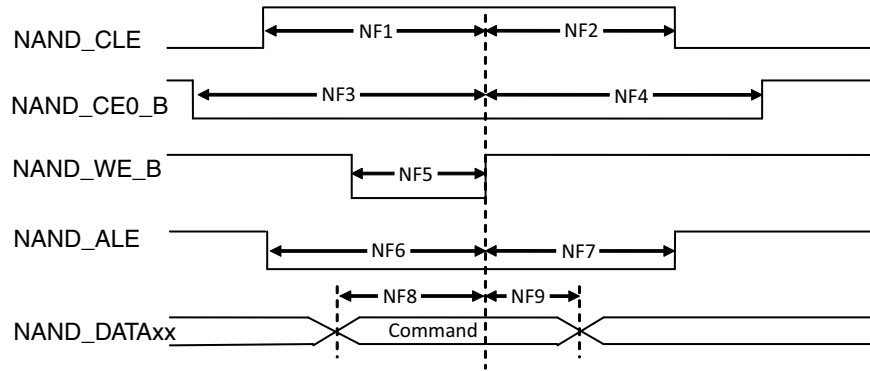 NAND_CLE NF1 NF2
NAND_CE0_B NF3 NF4
NAND_WE_B NF5
NAND_ALE NF6 NF7
NF8 NF9
NAND_DATAxx Command